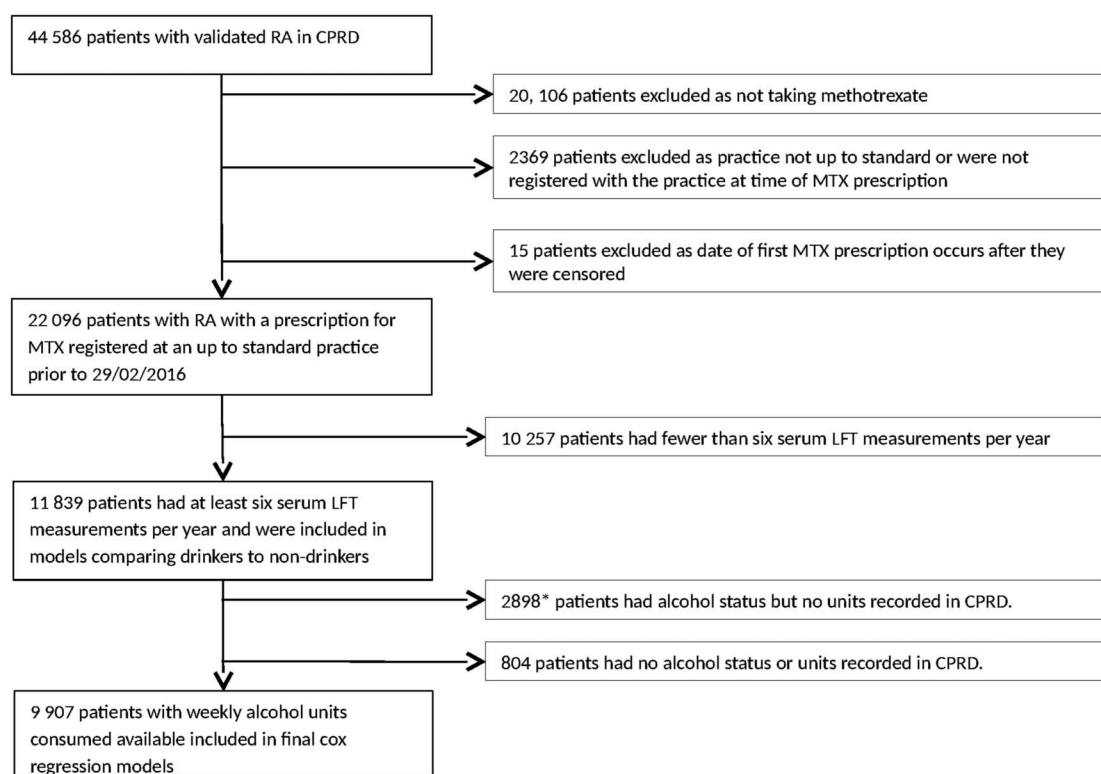 44 586 patients with validated RA in CPRD
20, 106 patients excluded as not taking methotrexate
2369 patients excluded as practice not up to standard or were not
registered with the practice at time of MTX prescription
15 patients excluded as date of first MTX prescription occurs after they
were censored
22 096 patients with RA with a prescription for
MTX registered at an up to standard practice
prior to 29/02/2016
10 257 patients had fewer than six serum LFT measurements per year
11 839 patients had at least six serum LFT
measurements per year and were included in
models comparing drinkers to non-drinkers
2898* patients had alcohol status but no units recorded in CPRD.
804 patients had no alcohol status or units recorded in CPRD.
9 907 patients with weekly alcohol units
consumed available included in final cox
regression models